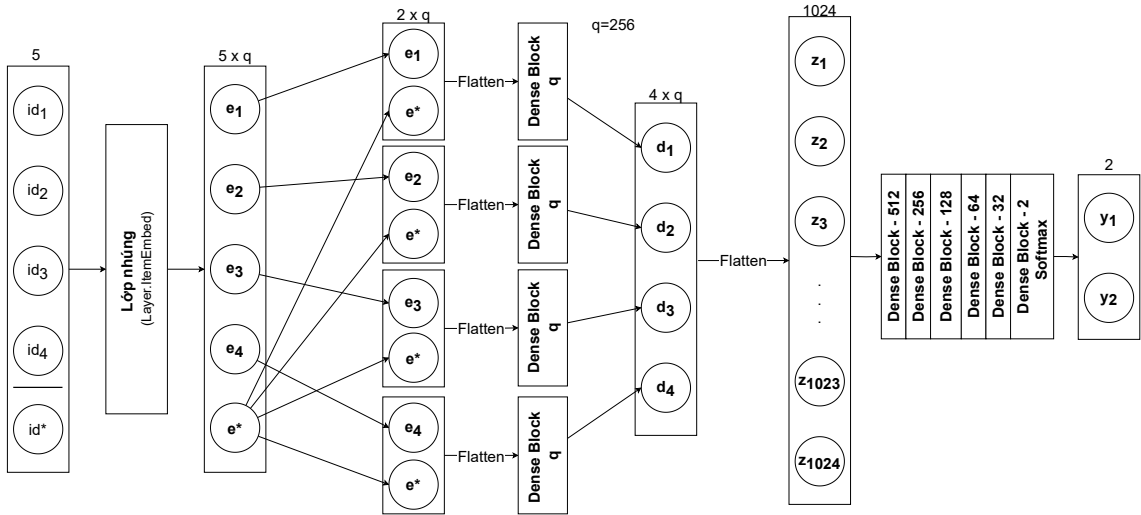 5
id1
id2
id3
id4
id*
Lớp nhúng
(Layer.ItemEmbed)
5 x q
e1
e2
e3
e4
e*
2 x q
e1
e*
e2
e*
e3
e*
e4
e*
Flatten
Flatten
Flatten
Flatten
Dense Block
q
Dense Block
q
Dense Block
q
Dense Block
q
q=256
4 x q
d1
d2
d3
d4
Flatten
1024
z1
z2
z3
.
.
.
z1023
z1024
Dense Block - 512
Dense Block - 256
Dense Block - 128
Dense Block - 64
Dense Block - 32
Dense Block - 2
Softmax
2
y1
y2